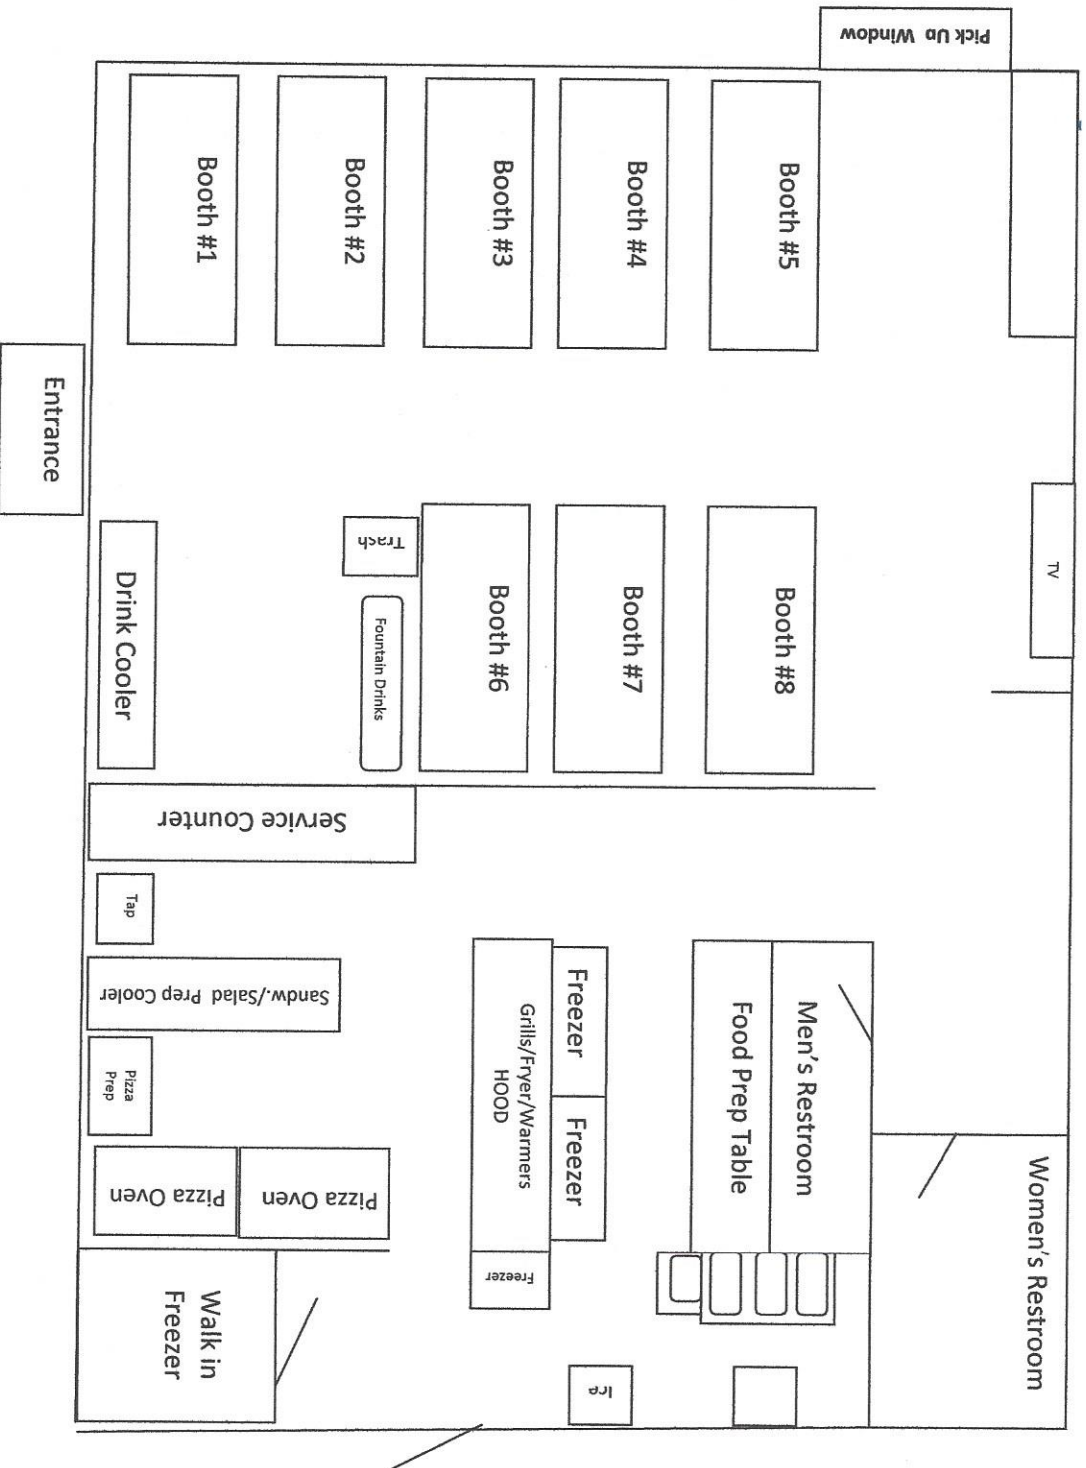 Pick Up Window
Booth #1
Booth #2
Booth #3
Booth #4
Booth #5
Entrance
Drink Cooler
Trash
Fountain Drinks
Booth #6
Booth #7
Booth #8
TV
Service Counter
Tap
Sandw./Salad Prep Cooler
Pizza
Prep
Pizza Oven
Pizza Oven
Grills/Fryer/Warmers
HOOD
Freezer
Freezer
Freezer
Food Prep Table
Men's Restroom
Women's Restroom
Walk in
Freezer
Ice